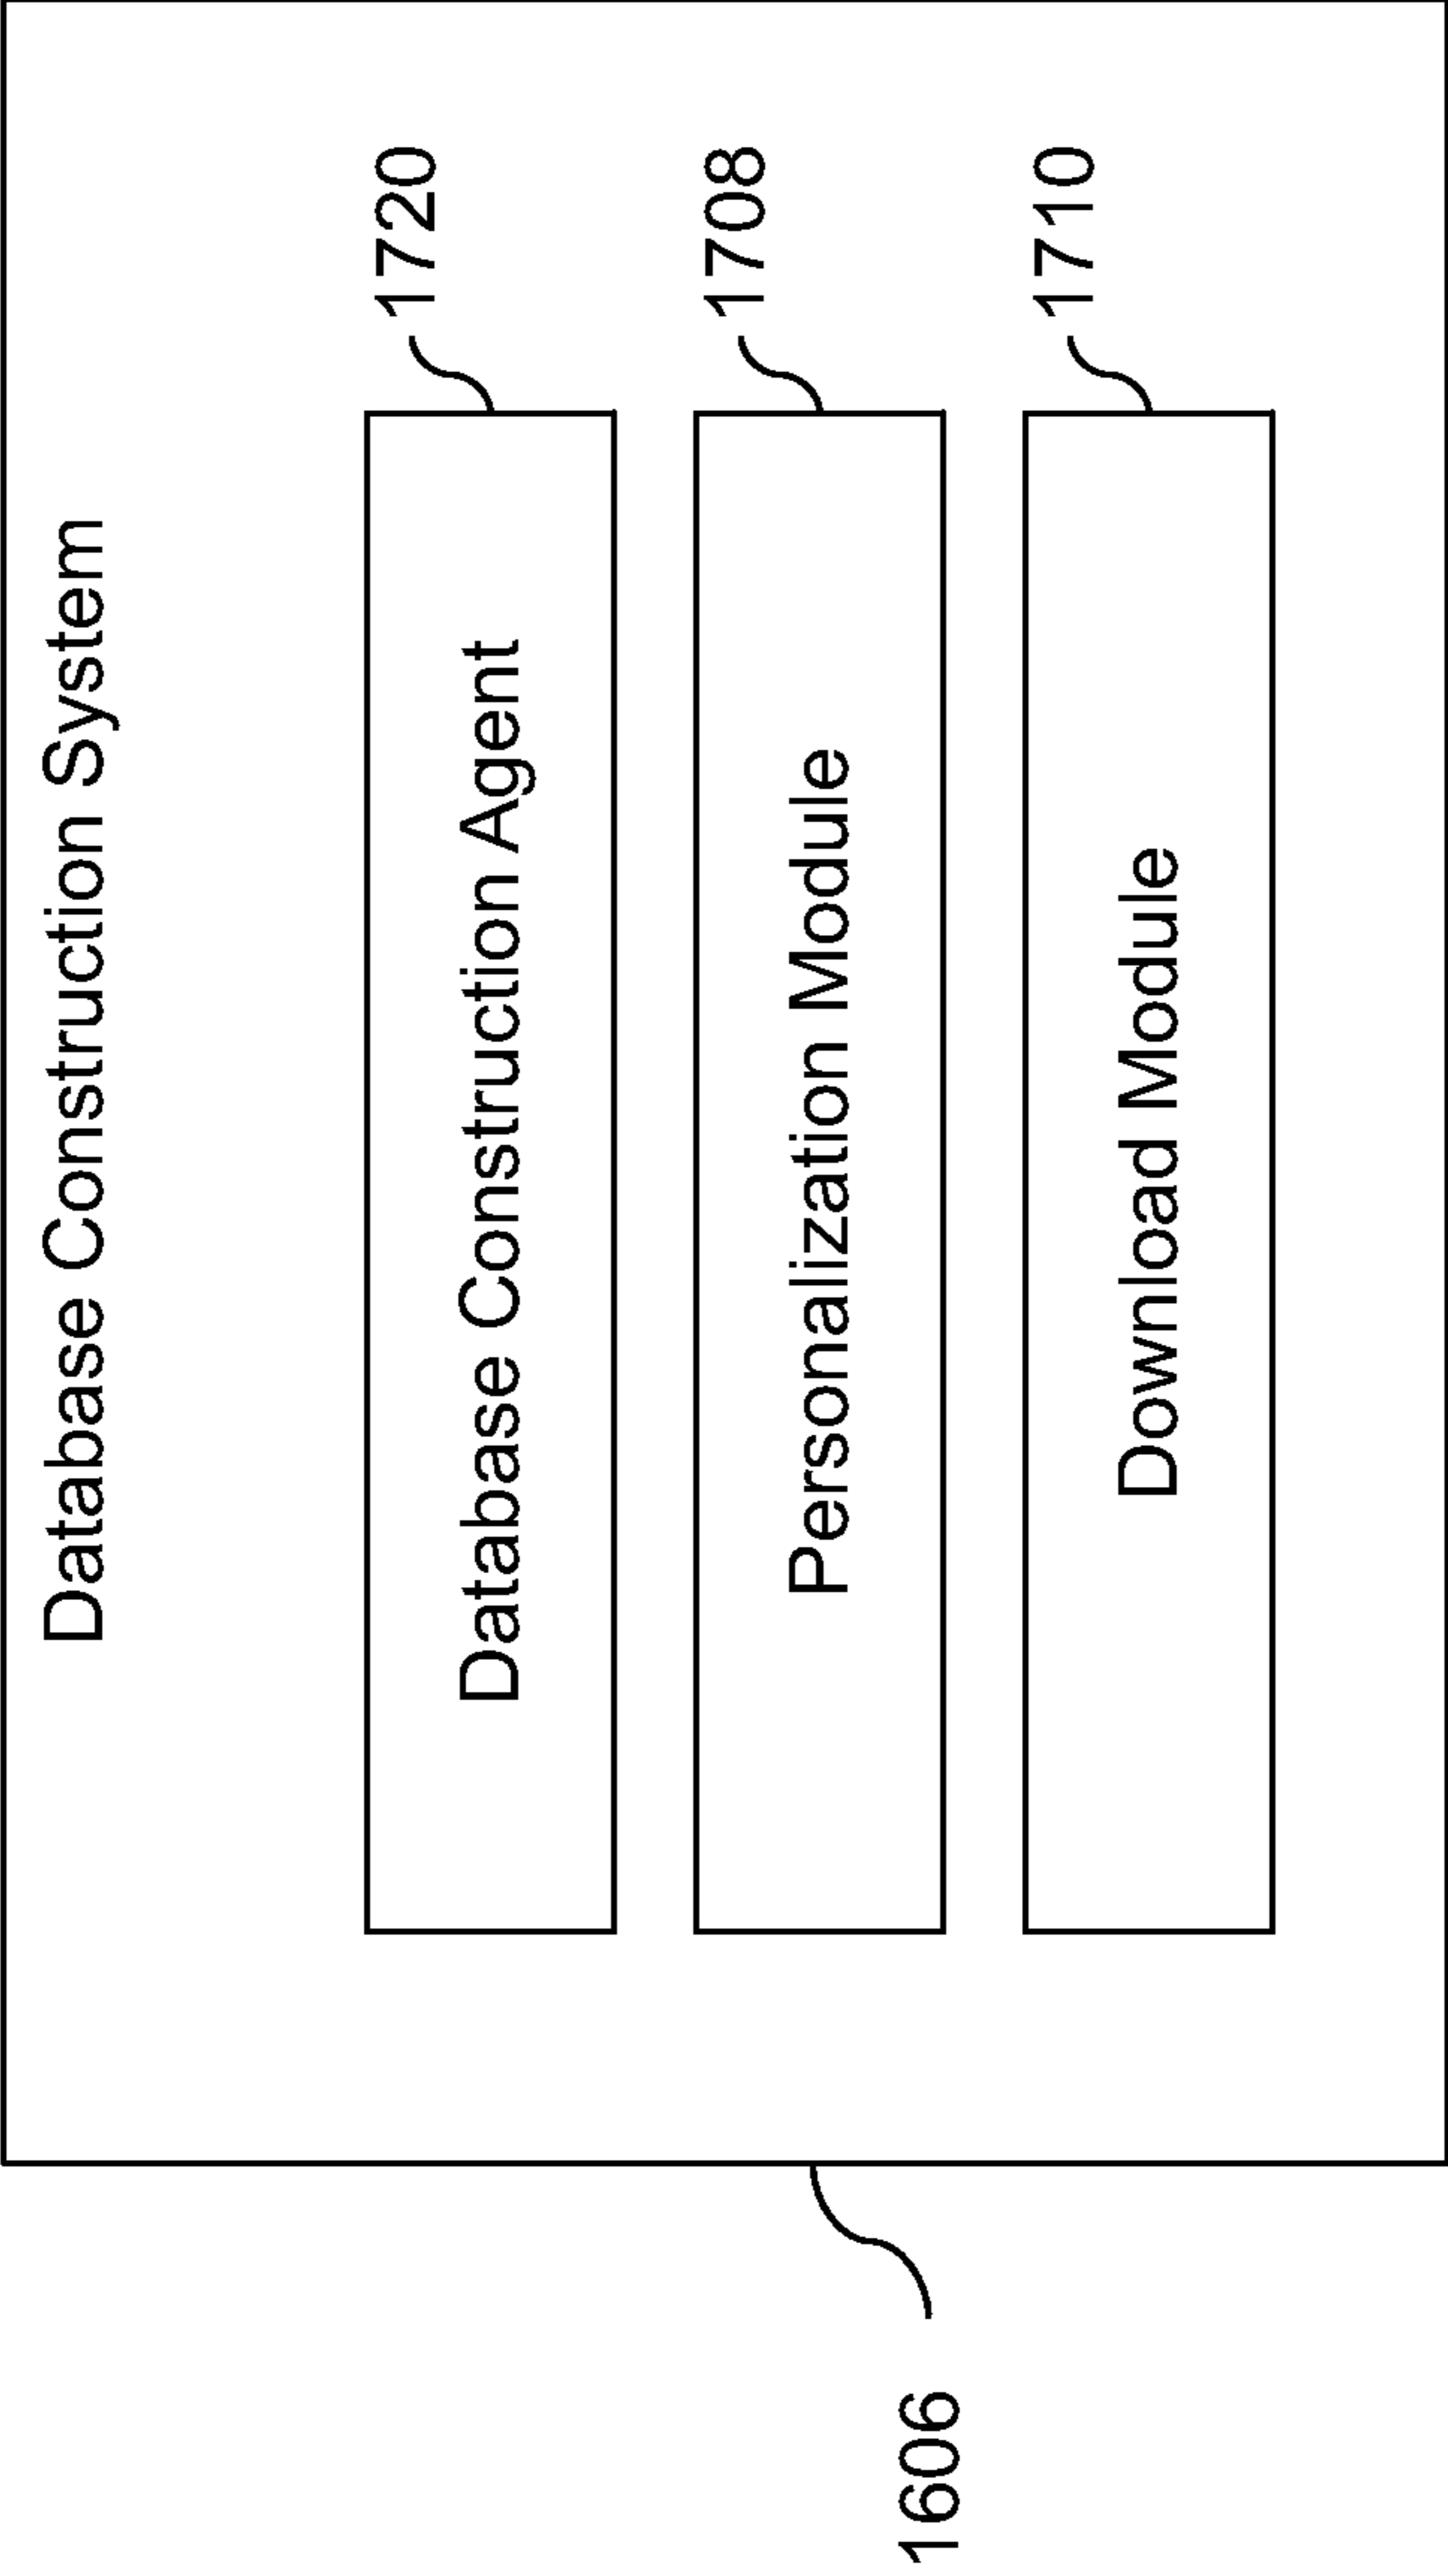 Database Construction System
Database Construction Agent
1720
Personalization Module
1708
Download Module
1710
1606